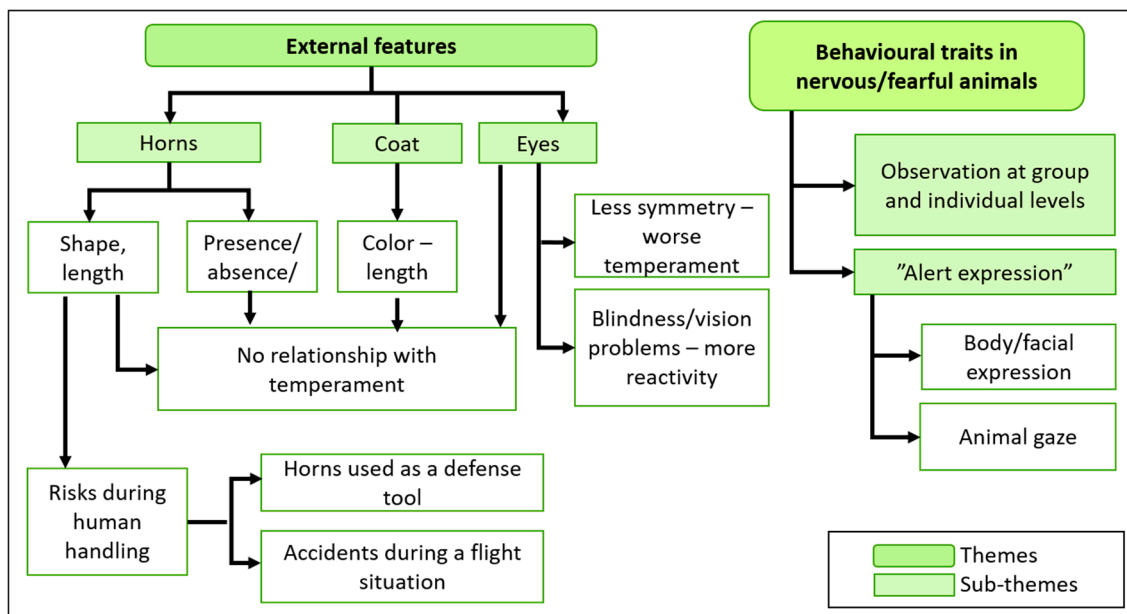 External features
Horns
Coat
Eyes
Shape,
length
Presence/
absence/
Color –
length
Less symmetry –
worse
temperament
No relationship with
temperament
Blindness/vision
problems – more
reactivity
Risks during
human
handling
Horns used as a defense
tool
Accidents during a flight
situation
Behavioural traits in
nervous/fearful animals
Observation at group
and individual levels
”Alert expression”
Body/facial
expression
Animal gaze
Themes
Sub-themes